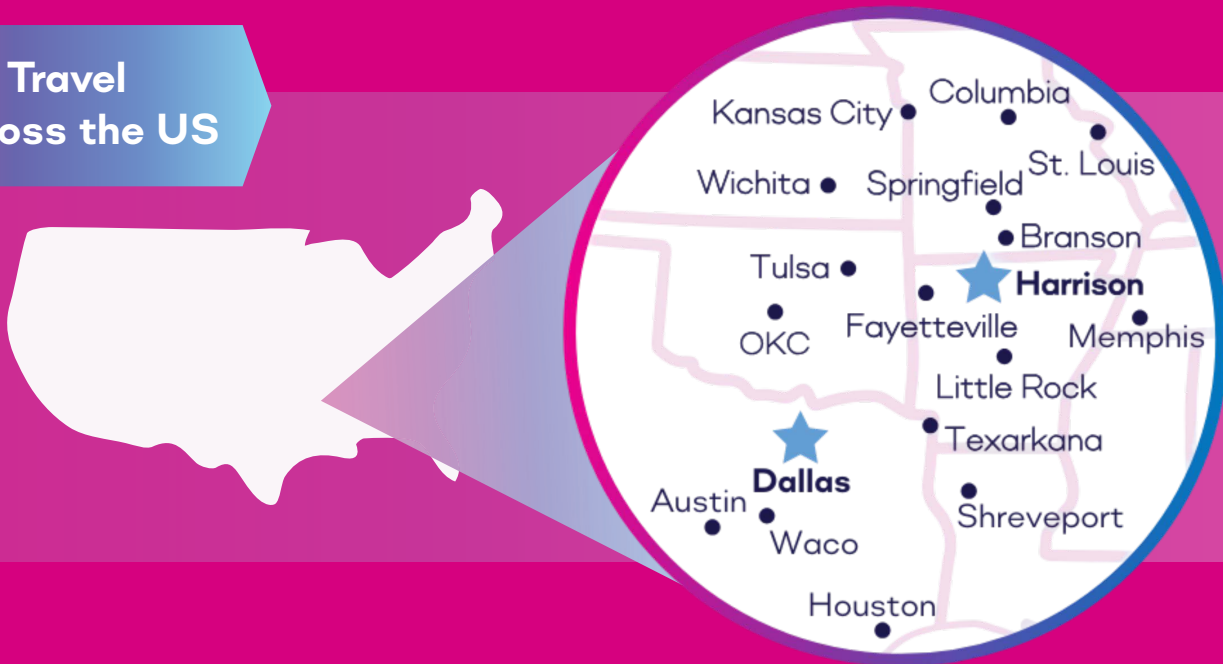 Travel
oss the US
Columbia
Kansas City
St. Louis
Wichita
Springfield
Branson
Tulsa
Harrison
Fayetteville
OKC
Memphis
Little Rock
Texarkana
Dallas
Austin
Shreveport
Waco
Houston